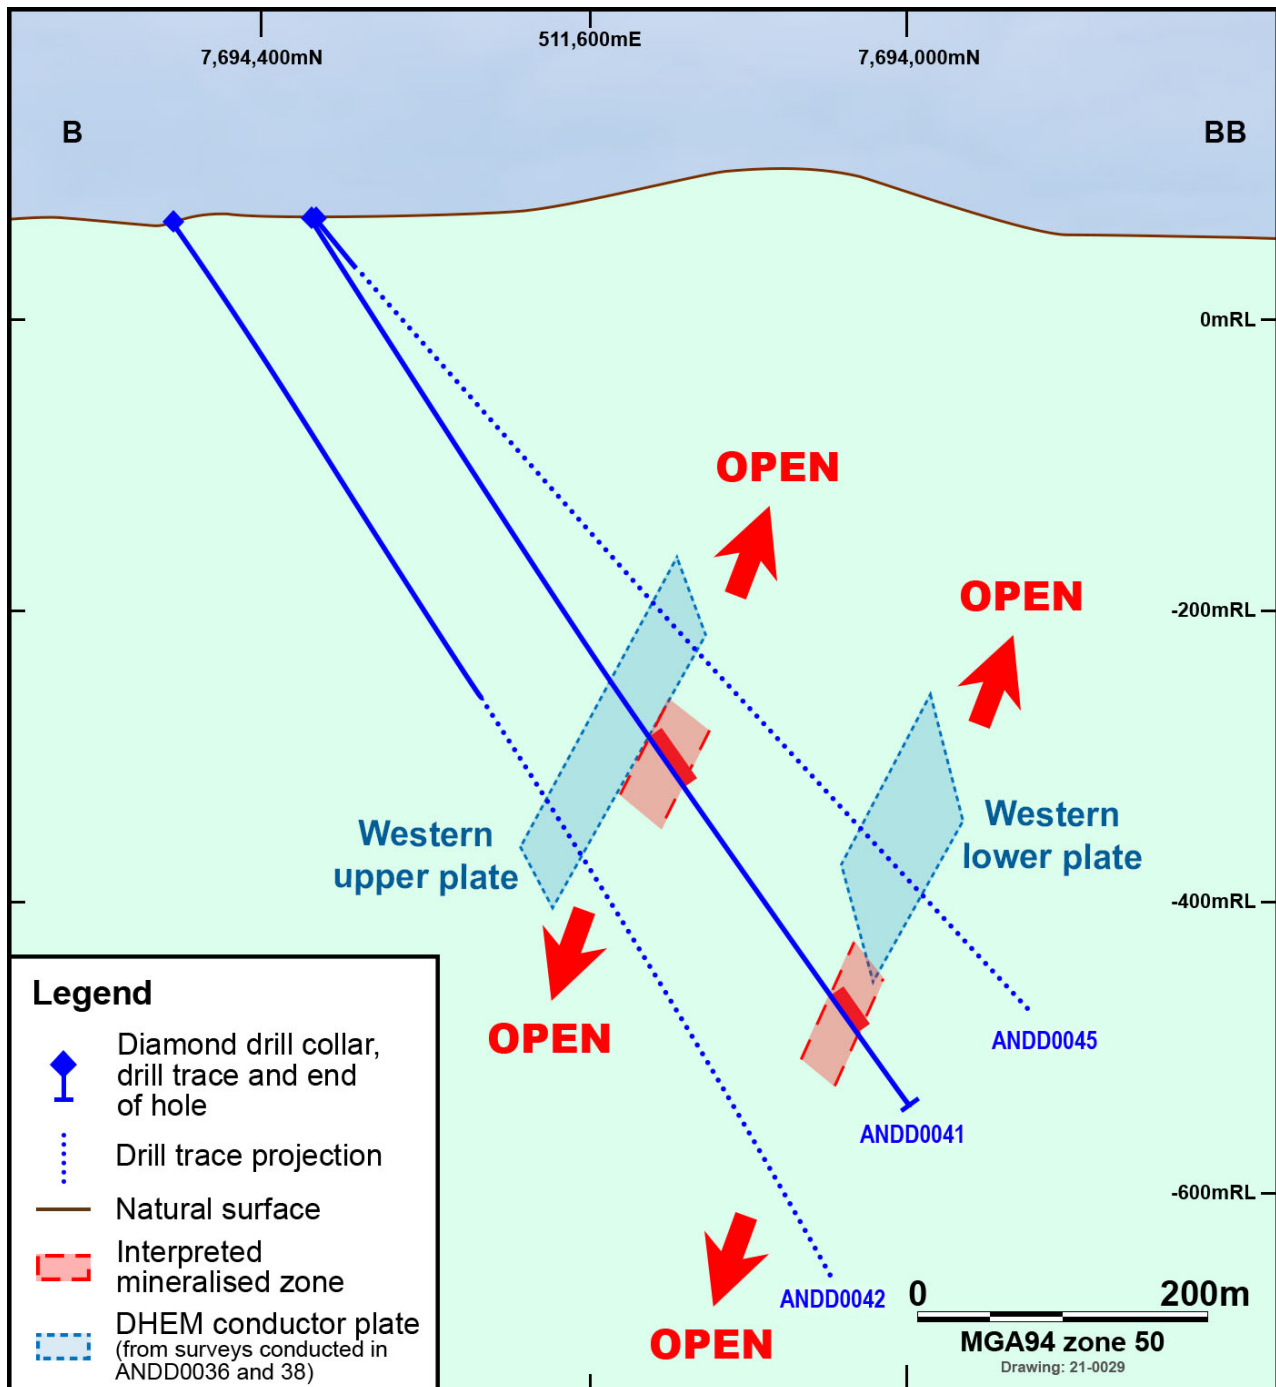 511,600mE
7,694,400mN
7,694,000mN
B
BB
0mRL
OPEN
OPEN
-200mRL
Western
upper plate
Western
lower plate
-400mRL
OPEN
ANDD0045
ANDD0041
-600mRL
ANDD0042
OPEN
Legend
Diamond drill collar,
drill trace and end
of hole
Drill trace projection
Natural surface
Interpreted
mineralised zone
DHEM conductor plate
(from surveys conducted in
ANDD0036 and 38)
0 200m
MGA94 zone 50
Drawing: 21-0029